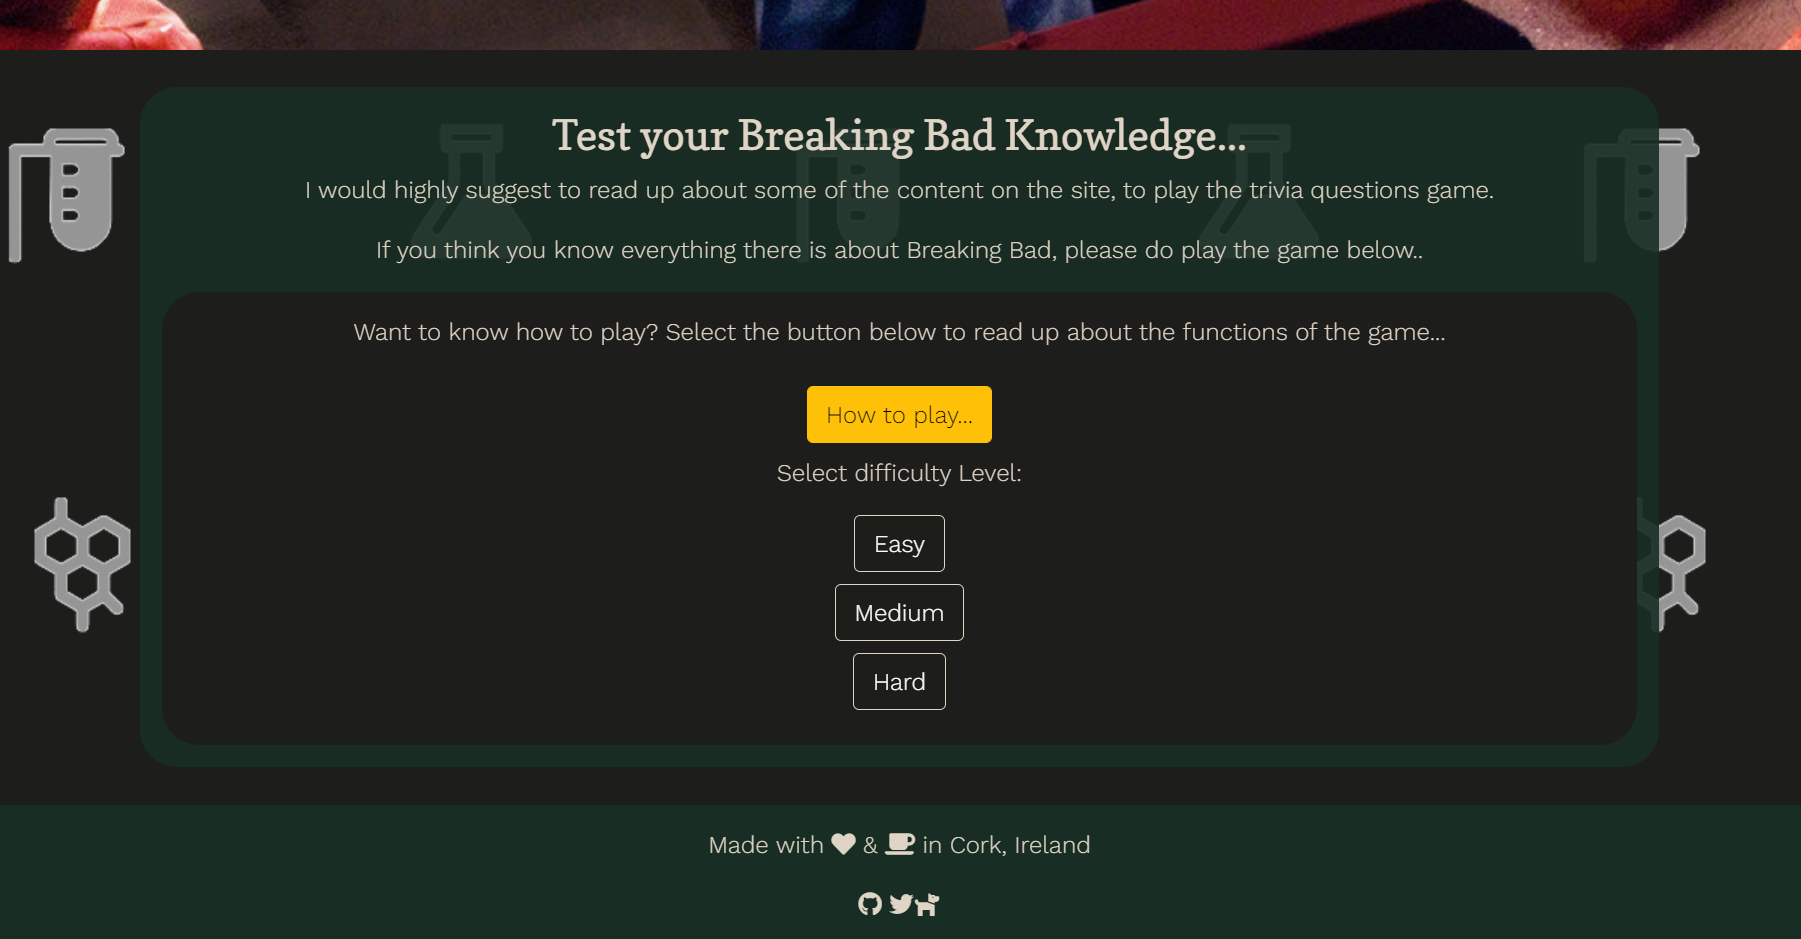 Test your Breaking Bad Knowledge...
I would highly suggest to read up about some of the content on the site, to play the trivia questions game.
If you think you know everything there is about Breaking Bad, please do play the game below..
Want to know how to play? Select the button below to read up about the functions of the game...
How to play...
Select difficulty Level:
Easy
Medium
Hard
Made with & in Cork, Ireland